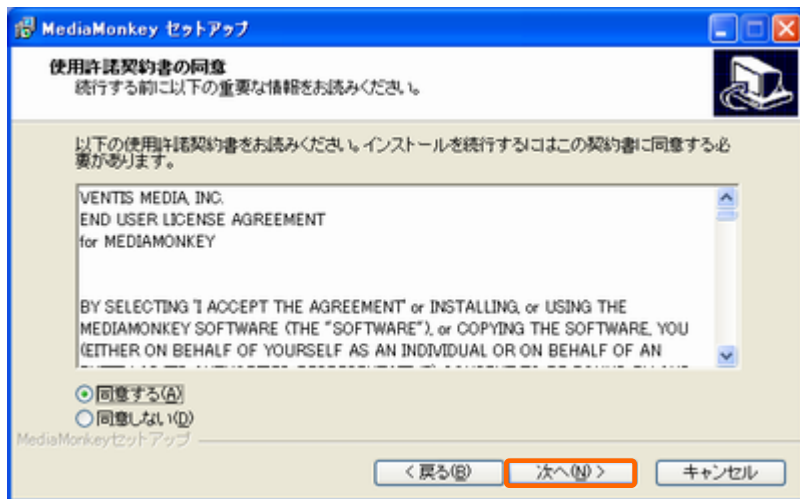 MediaMonkey セットアップ
使用許諾契約書の同意
続行する前に以下の重要な情報をお読みください。
以下の使用許諾契約書をお読みください。インストールを続行するにはこの契約書に同意する必
要があります。
VENTIS MEDIA, INC.
END USER LICENSE AGREEMENT
for MEDIAMONKEY
BY SELECTING 'I ACCEPT THE AGREEMENT' or INSTALLING, or USING THE
MEDIAMONKEY SOFTWARE (THE "SOFTWARE"), or COPYING THE SOFTWARE, YOU
(EITHER ON BEHALF OF YOURSELF AS AN INDIVIDUAL OR ON BEHALF OF AN
同意する(A)
同意しない(D)
MediaMonkeyセットアップ
< 戻る(B)
次へ(N) >
キャンセル